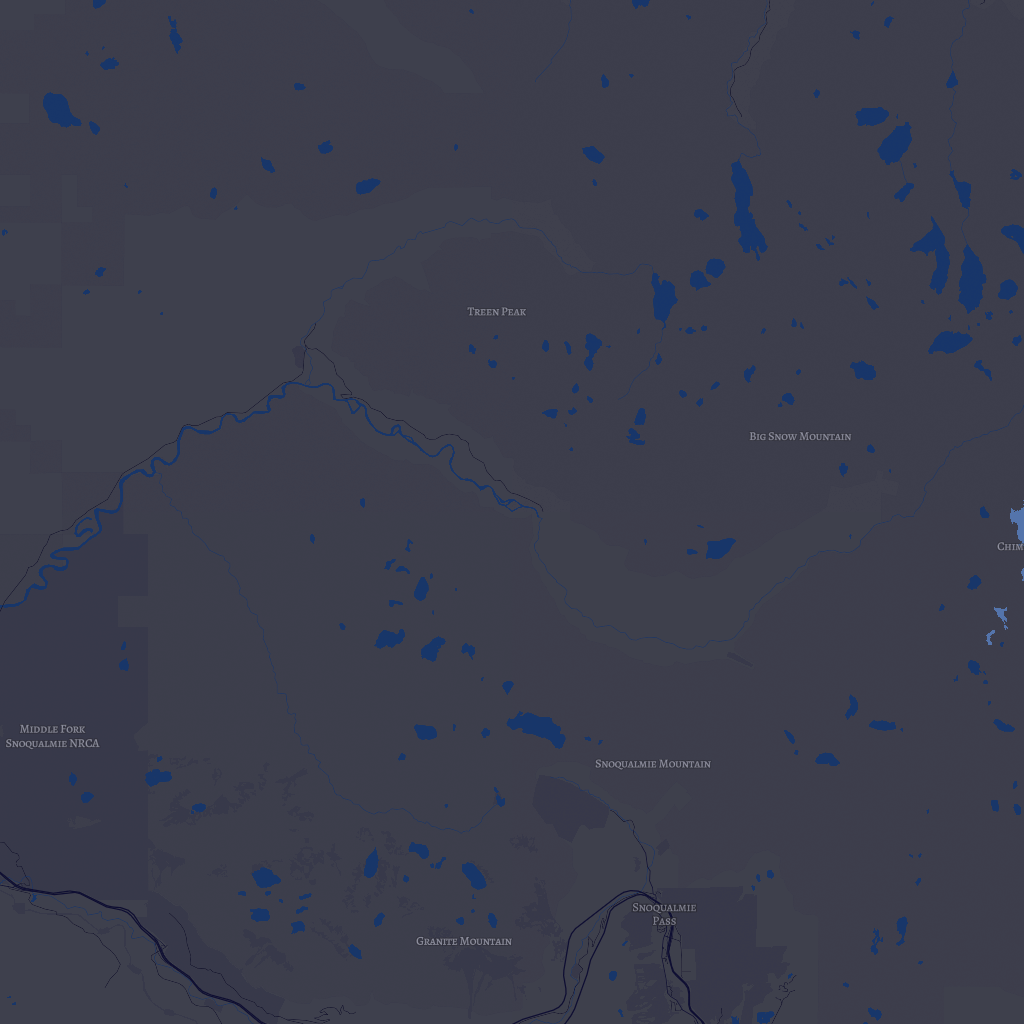 Treen Peak
Big Snow Mountain
Chim
Middle Fork
Snoqualmie NRCA
Snoqualmie Mountain
Snoqualmie
Pass
Granite Mountain